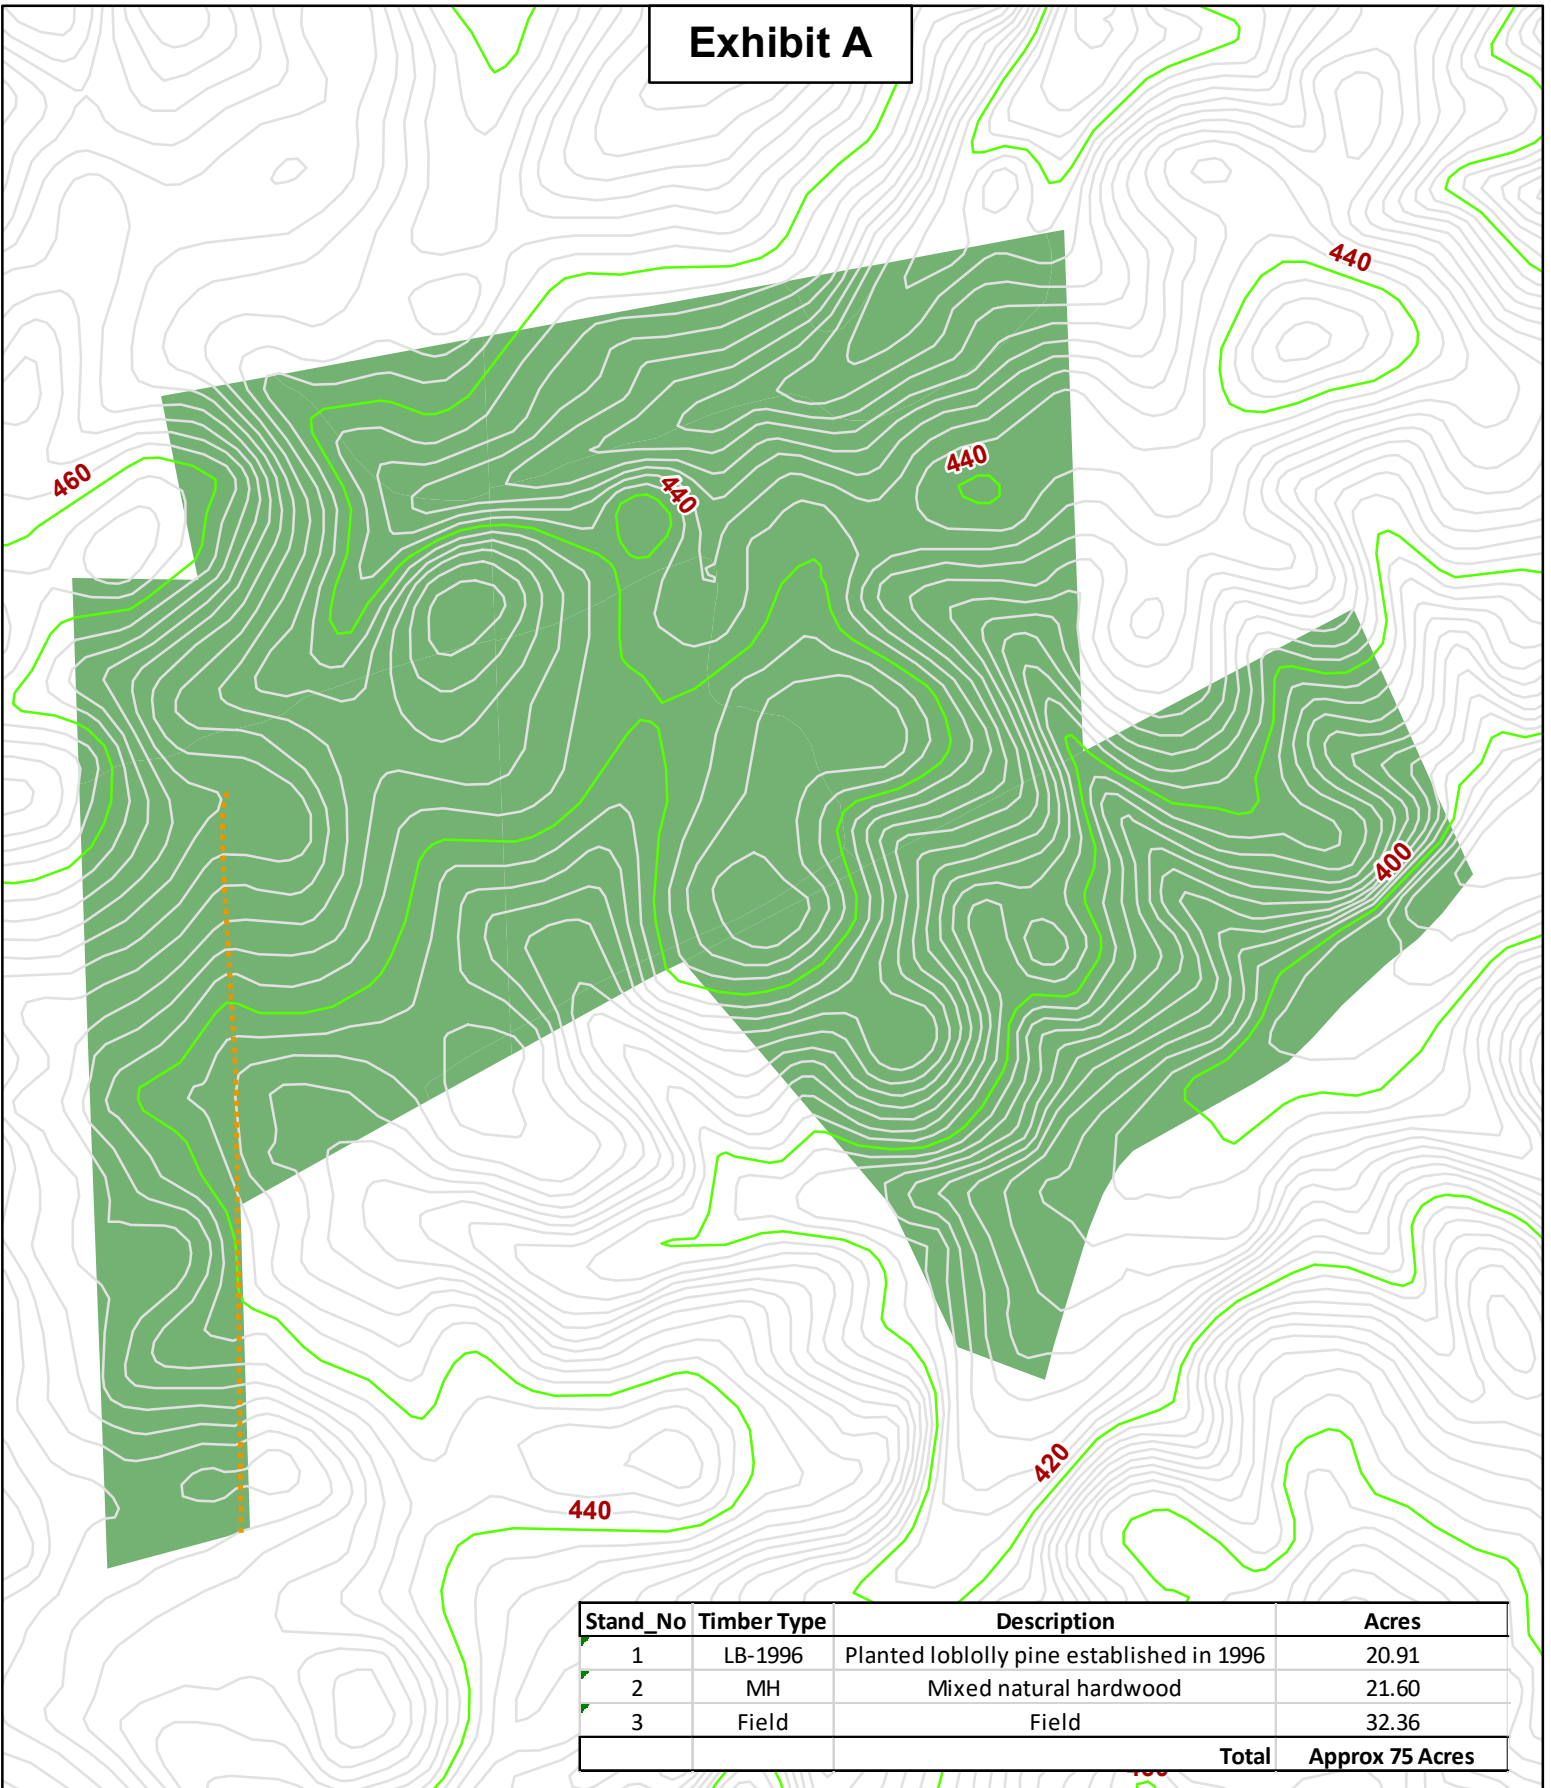 Exhibit A
440
460
440
440
400
420
440
Stand_No Timber Type Description Acres
1 LB-1996 Planted loblolly pine established in 1996 20.91
2 MH Mixed natural hardwood 21.60
3 Field Field 32.36
Total Approx 75 Acres